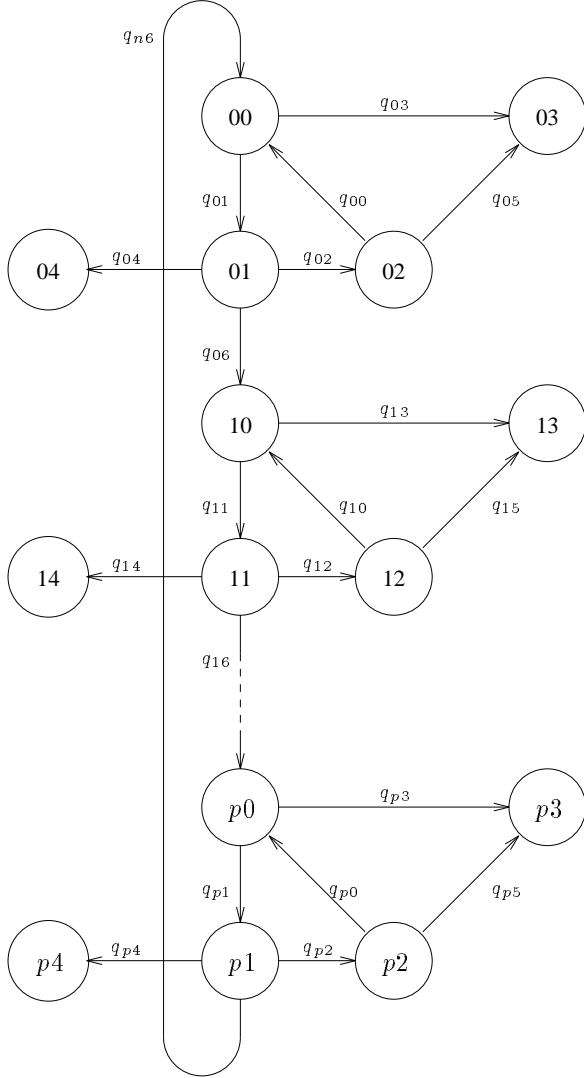 q_{n6}
00 q_{03} 03
q_{01} q_{00} q_{05}
04 q_{04} 01 q_{02} 02
q_{06}
10 q_{13} 13
q_{11} q_{10} q_{15}
14 q_{14} 11 q_{12} 12
q_{16}
p0 q_{p3} p3
q_{p1} q_{p0} q_{p5}
p4 q_{p4} p1 q_{p2} p2